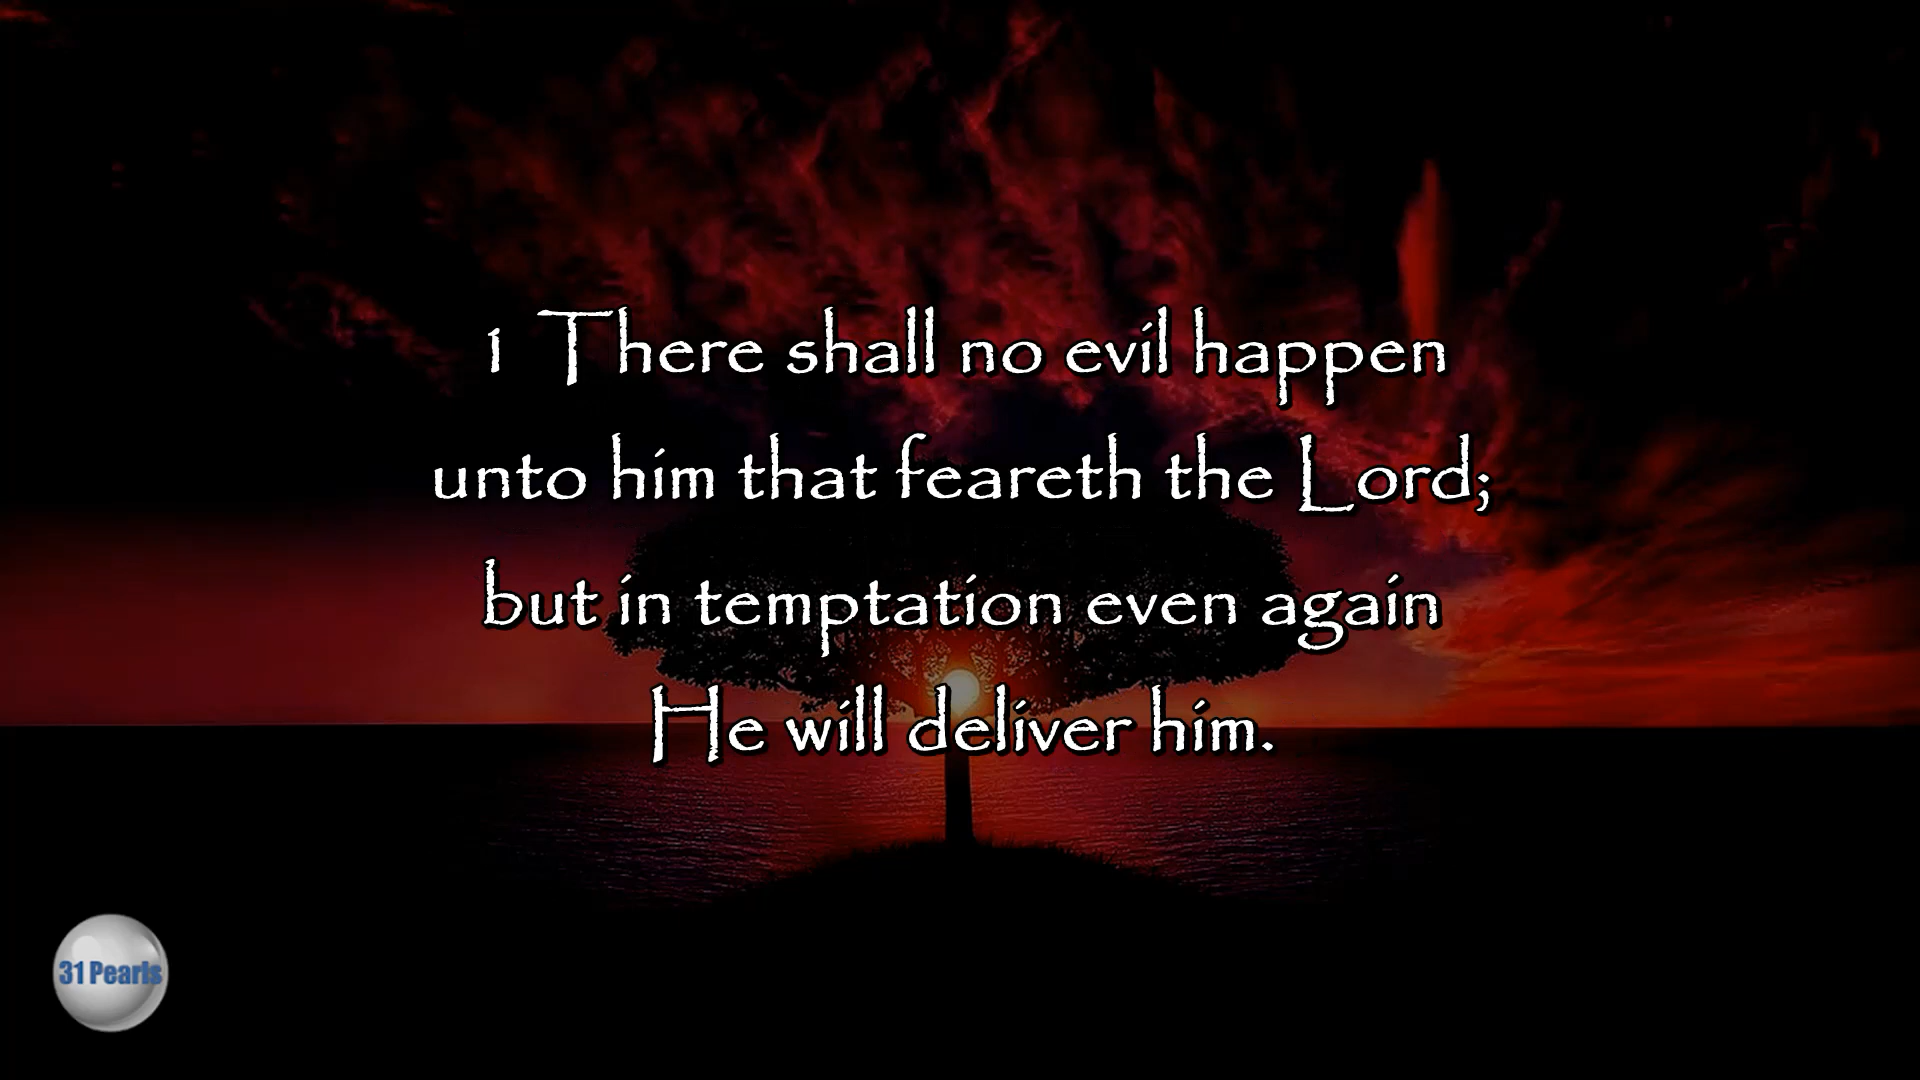 1 There shall no evil happen
unto him that feareth the Lord;
but in temptation even again
He will deliver him.
31 Pearls